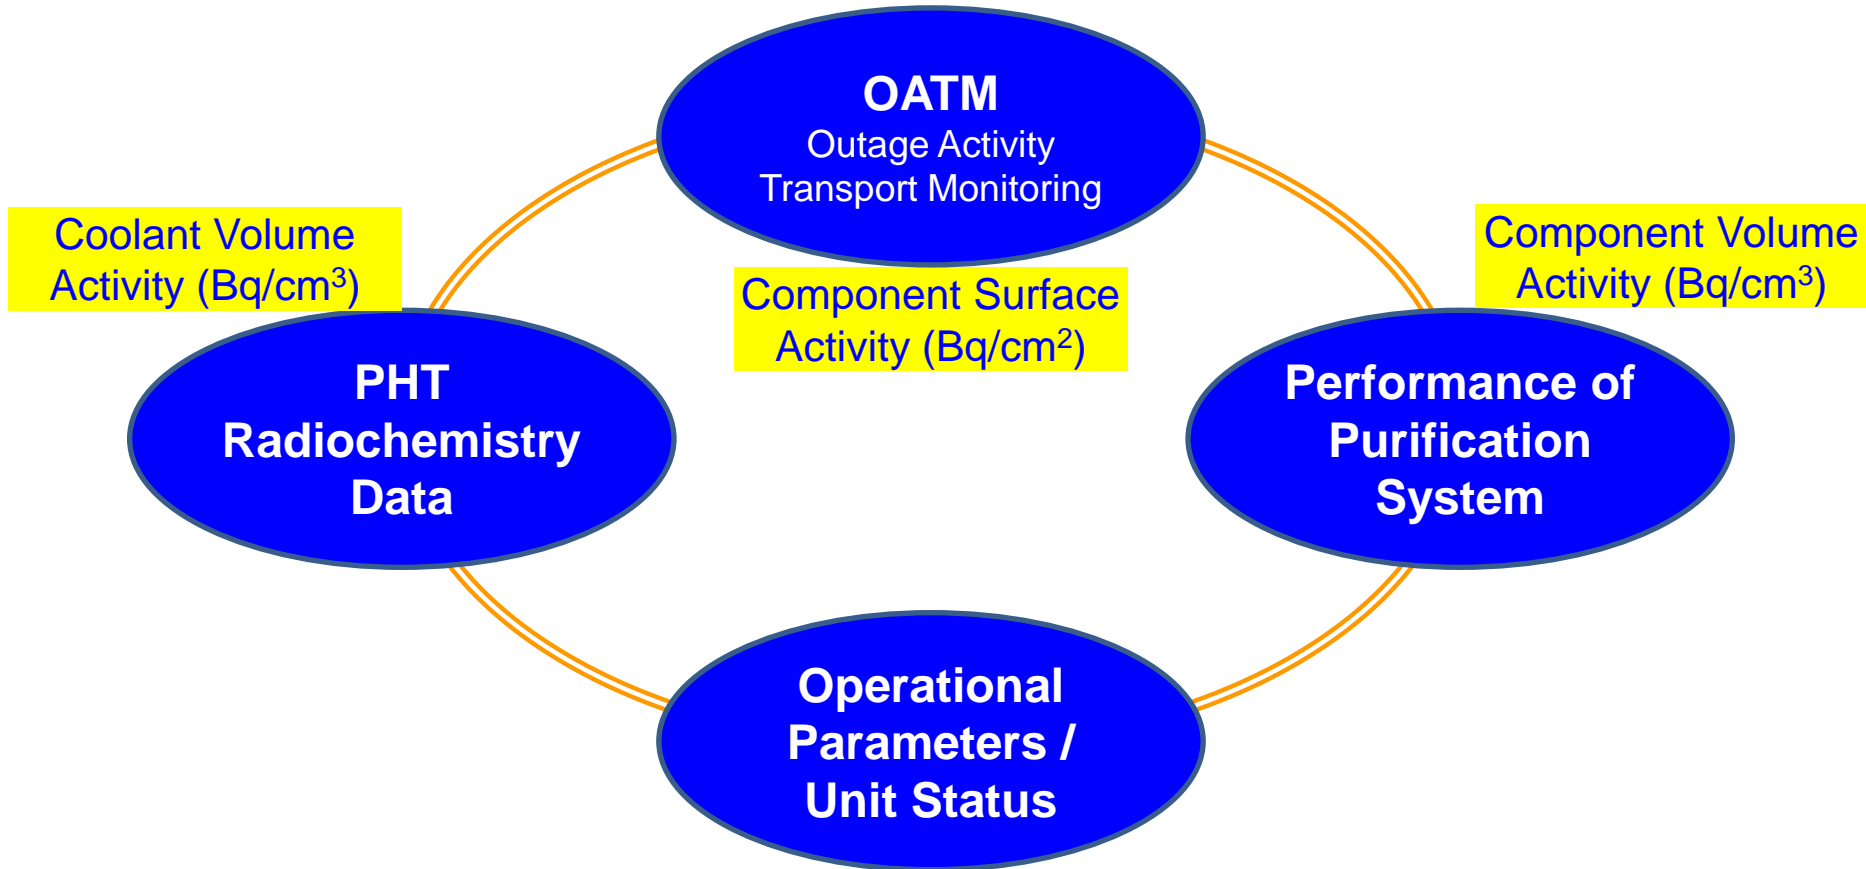 OATM
Outage Activity
Transport Monitoring
Coolant Volume
Activity (Bq/cm³)
Component Surface
Activity (Bq/cm²)
Component Volume
Activity (Bq/cm³)
PHT
Radiochemistry
Data
Performance of
Purification
System
Operational
Parameters /
Unit Status